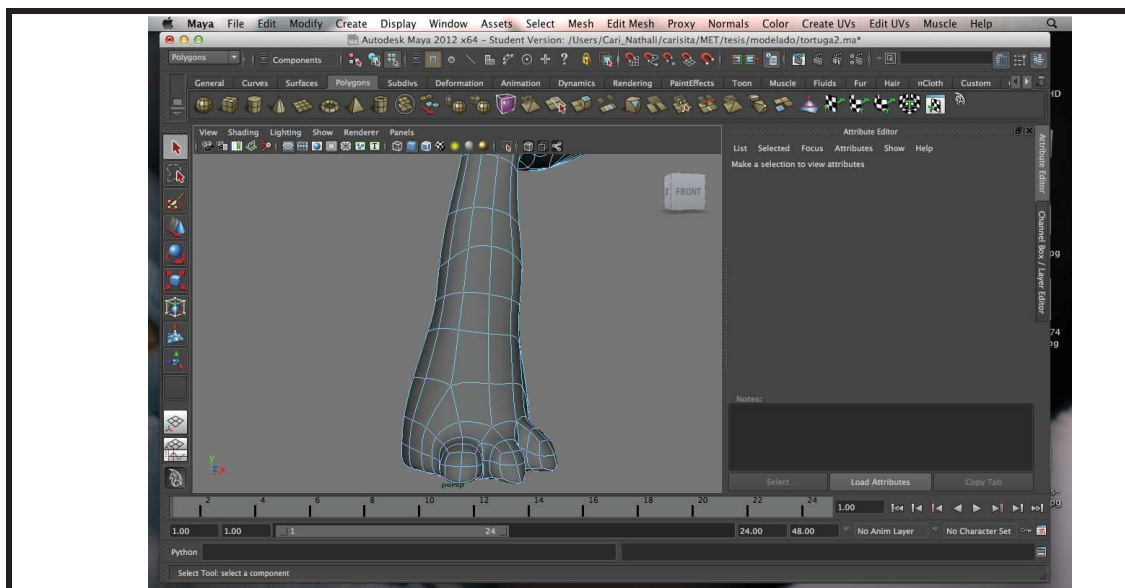 Maya File Edit Modify Create Display Window Assets Select Mesh Edit Mesh Proxy Normals Color Create UVs Edit UVs Muscle Help
Autodesk Maya 2012 x64 – Student Version: /Users/Cari_Nathali/carisita/MET/tesis/modelado/tortuga2.ma*
Polygons Components
General Curves Surfaces Polygons Subdivs Deformation Animation Dynamics Rendering PaintEffects Toon Muscle Fluids Fur Hair nCloth Custom
HD
View Shading Lighting Show Renderer Panels
Attribute Editor
List Selected Focus Attributes Show Help
Make a selection to view attributes
FRONT
Attribute Editor
Channel Box / Layer Editor
pg
74
pg
Notes:
y
z x
persp
Select Load Attributes Copy Tab
2 4 6 8 10 12 14 16 18 20 22 24 1.00
pg
1.00 1.00 1 24 24.00 48.00 No Anim Layer No Character Set
Python
Select Tool: select a component